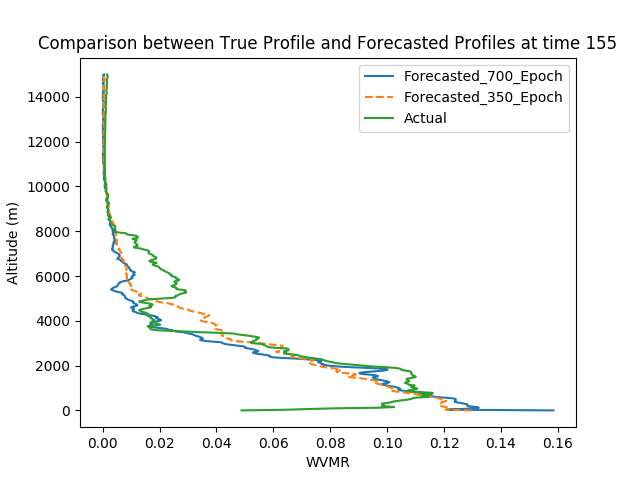 Comparison between True Profile and Forecasted Profiles at time 155
Forecasted_700_Epoch
Forecasted_350_Epoch
Actual
Altitude (m)
14000
12000
10000
8000
6000
4000
2000
0
0.00 0.02 0.04 0.06 0.08 0.10 0.12 0.14 0.16
WVMR